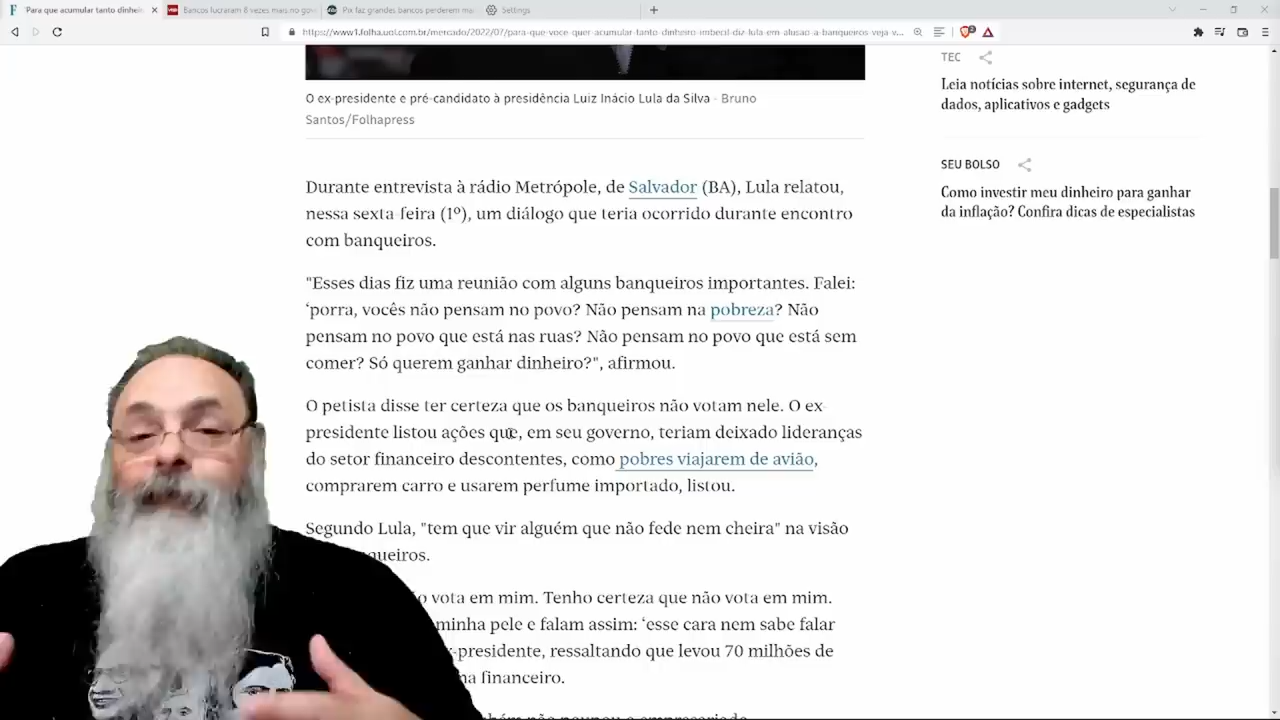 'Para que acumular tanto dinhei
Bancos lucraram 8 vezes mais no gov
Pix faz grandes bancos perderem ma
Settings
https://www1.folha.uol.com.br/mercado/2022/07/para-que-voce-quer-acumular-tanto-dinheiro-imbecil-diz-lula-em-alusao-a-banqueiros-veja-v...
O ex-presidente e pré-candidato à presidência Luiz Inácio Lula da Silva - Bruno
Santos/Folhapress
Durante entrevista à rádio Metrópole, de Salvador (BA), Lula relatou,
nessa sexta-feira (1º), um diálogo que teria ocorrido durante encontro
com banqueiros.
"Esses dias fiz uma reunião com alguns banqueiros importantes. Falei:
'porra, vocês não pensam no povo? Não pensam na pobreza? Não
pensam no povo que está nas ruas? Não pensam no povo que está sem
comer? Só querem ganhar dinheiro?", afirmou.
O petista disse ter certeza que os banqueiros não votam nele. O ex-
presidente listou ações que, em seu governo, teriam deixado lideranças
do setor financeiro descontentes, como pobres viajarem de avião,
comprarem carro e usarem perfume importado, listou.
Segundo Lula, "tem que vir alguém que não fede nem cheira" na visão
queiros.
vota em mim. Tenho certeza que não vota em mim.
minha pele e falam assim: 'esse cara nem sabe falar
-presidente, ressaltando que levou 70 milhões de
financeiro.
não poupou o empresariado
TEC
Leia notícias sobre internet, segurança de
dados, aplicativos e gadgets
SEU BOLSO
Como investir meu dinheiro para ganhar
da inflação? Confira dicas de especialistas